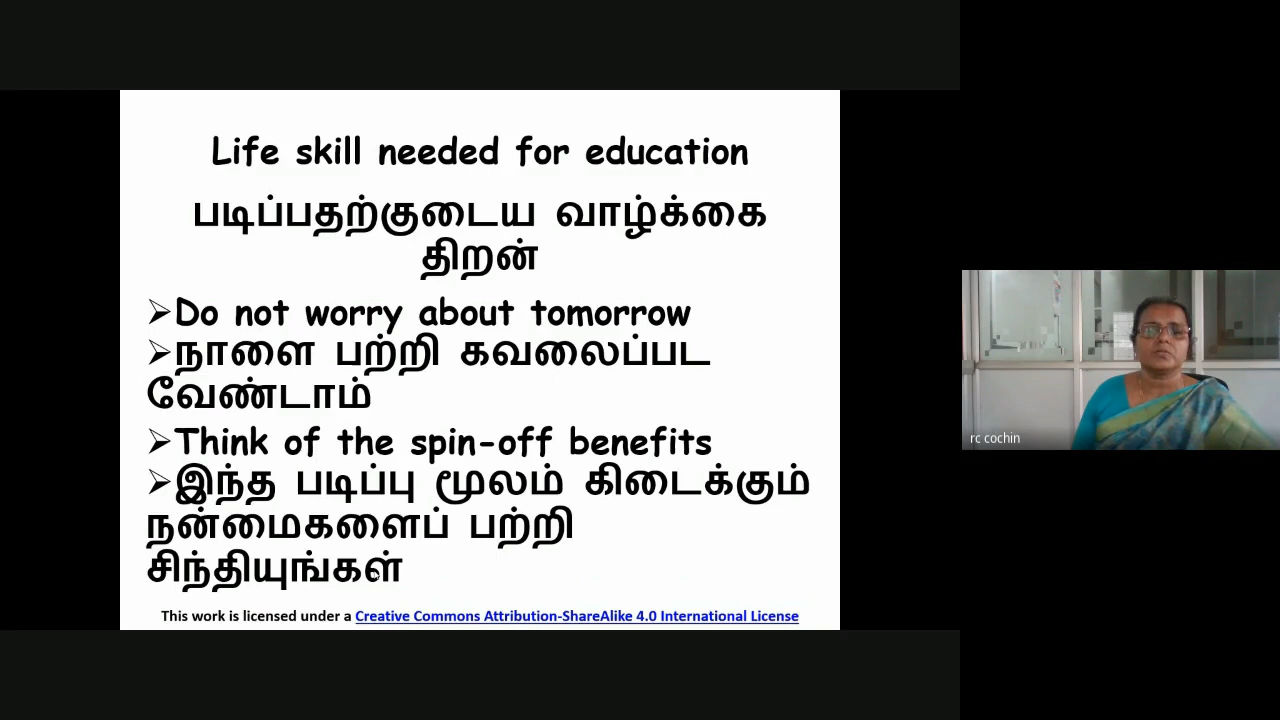 Life skill needed for education
படிப்பதற்குடைய வாழ்க்கை
திறன்
➢Do not worry about tomorrow
➢நாளை பற்றி கவலைப்பட
வேண்டாம்
➢Think of the spin-off benefits
➢இந்த படிப்பு மூலம் கிடைக்கும்
நன்மைகளைப் பற்றி
சிந்தியுங்கள்
This work is licensed under a Creative Commons Attribution-ShareAlike 4.0 International License
rc cochin